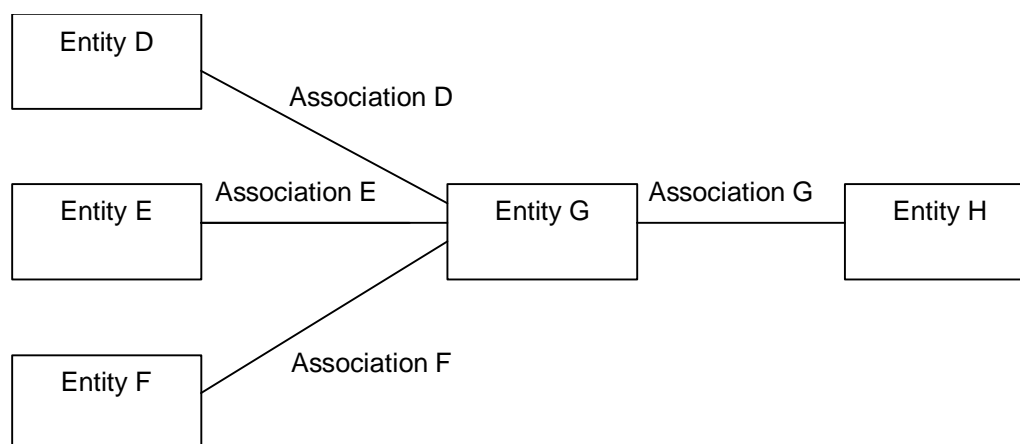 Entity D
Association D
Association E
Association G
Entity E
Entity G
Entity H
Association F
Entity F